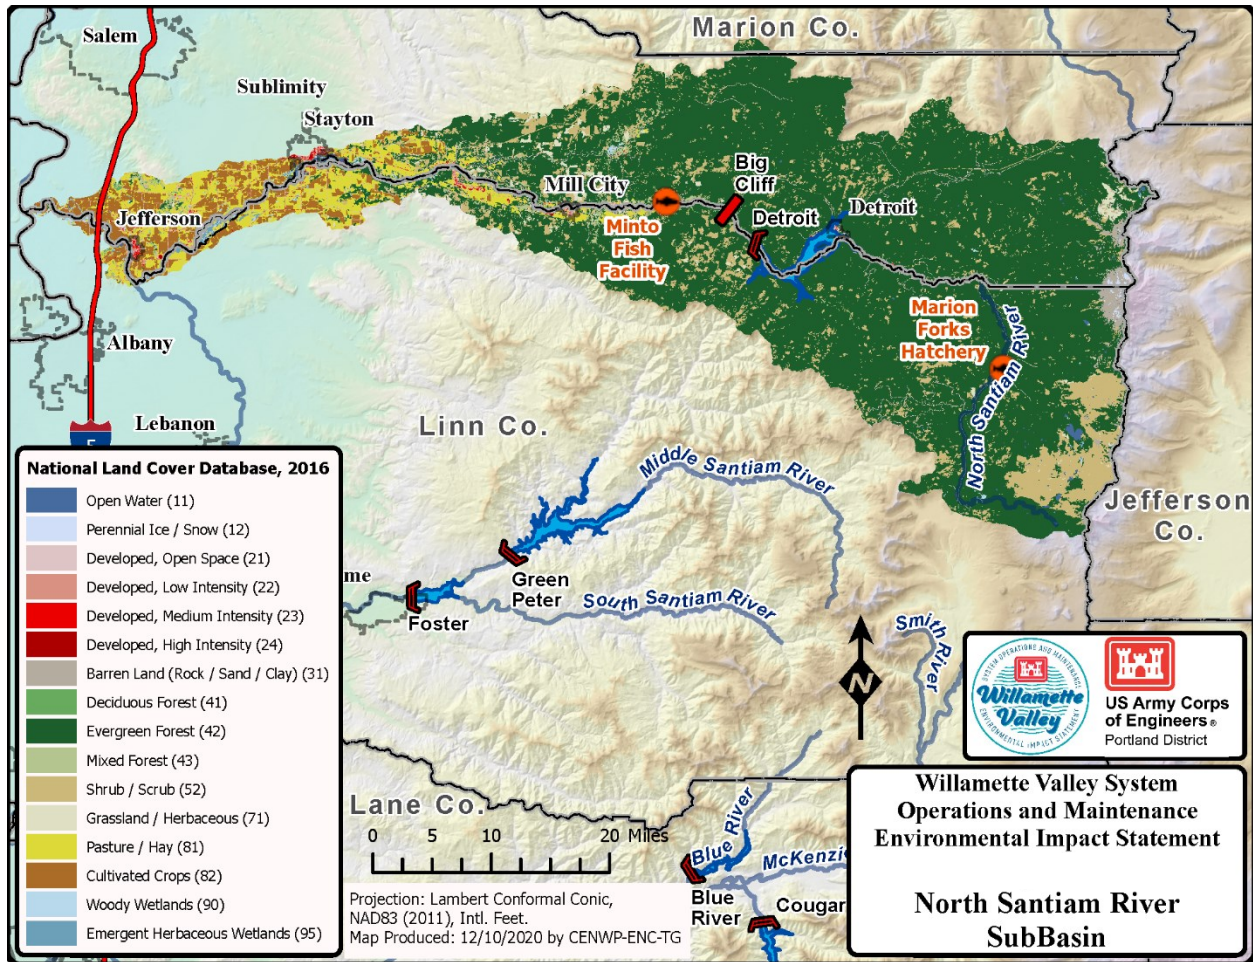 Marion Co.
Salem
Sublimity
Stayton
Big
Cliff
Mill City
Detroit
Detroit
Jefferson
Minto
Fish
Facility
Marion
Forks
Hatchery
North Santiam River
Albany
Lebanon
5
Linn Co.
Middle Santiam River
Jefferson
Co.
Green
Peter
me
Foster
South Santiam River
Smith
River
N
National Land Cover Database, 2016
Open Water (11)
Perennial Ice / Snow (12)
Developed, Open Space (21)
Developed, Low Intensity (22)
Developed, Medium Intensity (23)
Developed, High Intensity (24)
Barren Land (Rock / Sand / Clay) (31)
Deciduous Forest (41)
Evergreen Forest (42)
Mixed Forest (43)
Shrub / Scrub (52)
Grassland / Herbaceous (71)
Pasture / Hay (81)
Cultivated Crops (82)
Woody Wetlands (90)
Emergent Herbaceous Wetlands (95)
SYSTEM OPERATIONS AND MAINTENANCE
Willamette
Valley
ENVIRONMENTAL IMPACT STATEMENT
US Army Corps
of Engineers®
Portland District
Lane Co.
0 5 10 20 Miles
Blue River
McKenzi
Blue
River
Cougar
Projection: Lambert Conformal Conic,
NAD83 (2011), Intl. Feet.
Map Produced: 12/10/2020 by CENWP-ENC-TG
Willamette Valley System
Operations and Maintenance
Environmental Impact Statement
North Santiam River
SubBasin